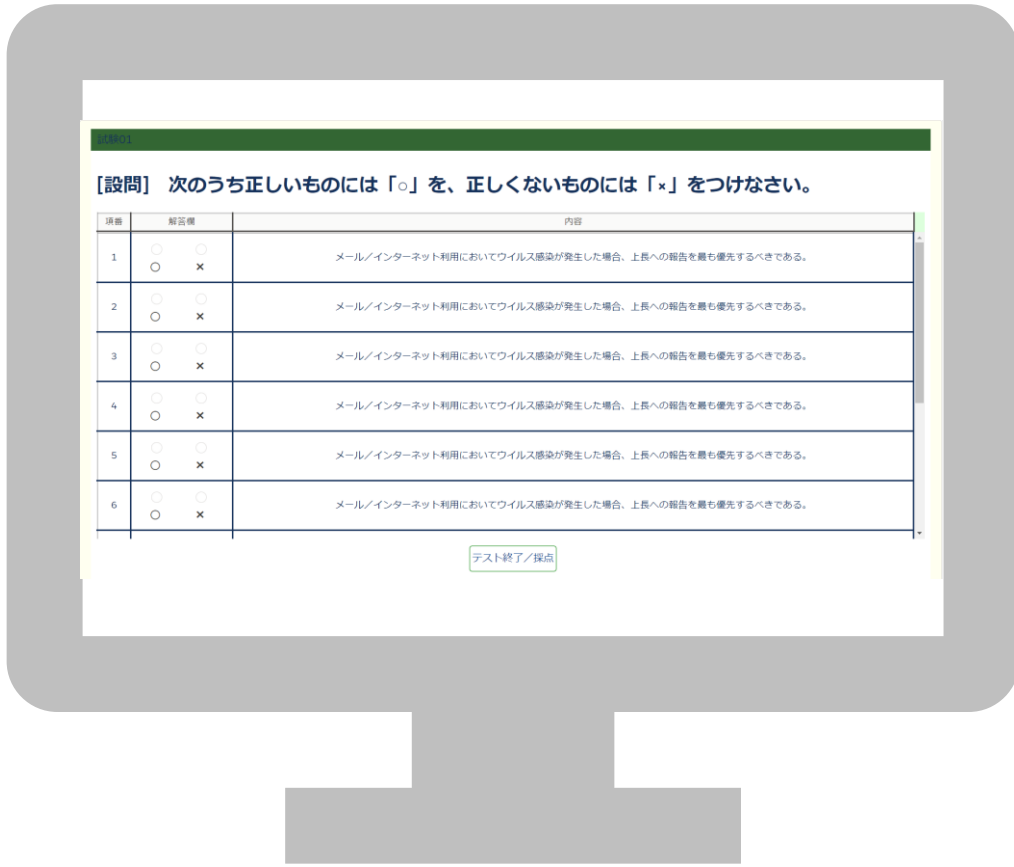 試験01
[設問] 次のうち正しいものには「○」を、正しくないものには「×」をつけなさい。
項番 解答欄 内容
1 ○ × メール／インターネット利用においてウイルス感染が発生した場合、上長への報告を最も優先するべきである。
2 ○ × メール／インターネット利用においてウイルス感染が発生した場合、上長への報告を最も優先するべきである。
3 ○ × メール／インターネット利用においてウイルス感染が発生した場合、上長への報告を最も優先するべきである。
4 ○ × メール／インターネット利用においてウイルス感染が発生した場合、上長への報告を最も優先するべきである。
5 ○ × メール／インターネット利用においてウイルス感染が発生した場合、上長への報告を最も優先するべきである。
6 ○ × メール／インターネット利用においてウイルス感染が発生した場合、上長への報告を最も優先するべきである。
テスト終了／採点